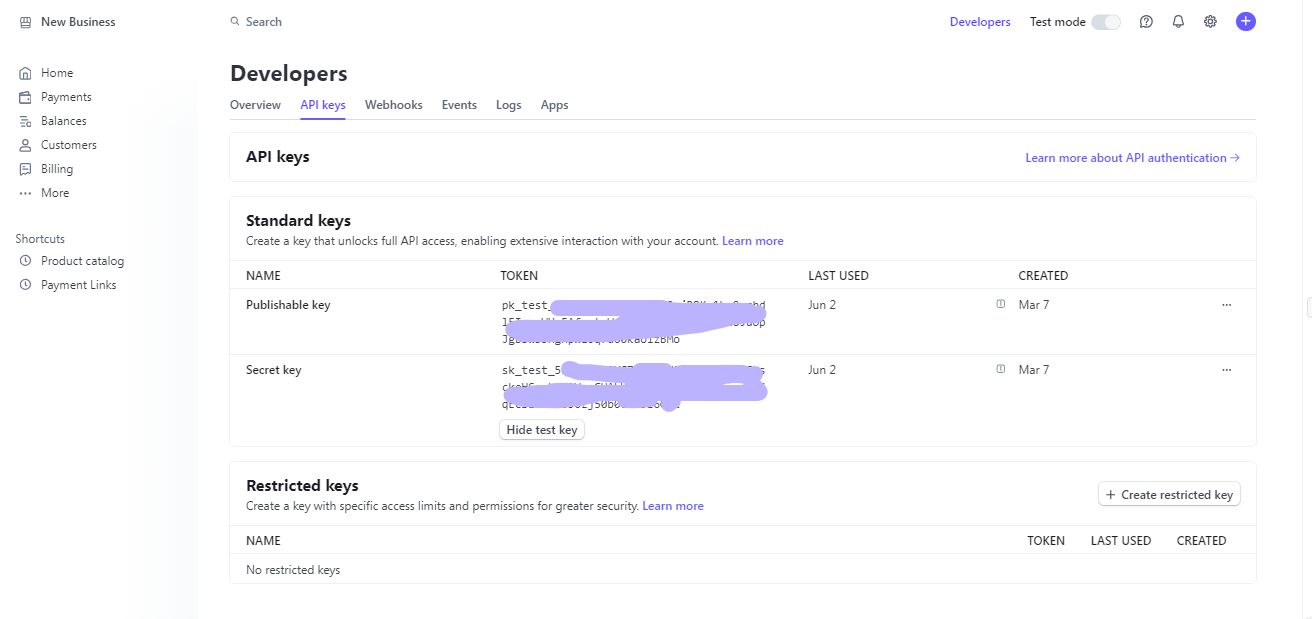 New Business
Search
Developers
Test mode
Home
Payments
Balances
Customers
Billing
More
Shortcuts
Product catalog
Payment Links
Developers
Overview API keys Webhooks Events Logs Apps
API keys
Learn more about API authentication →
Standard keys
Create a key that unlocks full API access, enabling extensive interaction with your account. Learn more
NAME TOKEN LAST USED CREATED
Publishable key pk_test_ Jun 2 Mar 7
Secret key sk_test_5 Jun 2 Mar 7
Hide test key
Restricted keys
Create a key with specific access limits and permissions for greater security. Learn more
+ Create restricted key
NAME TOKEN LAST USED CREATED
No restricted keys